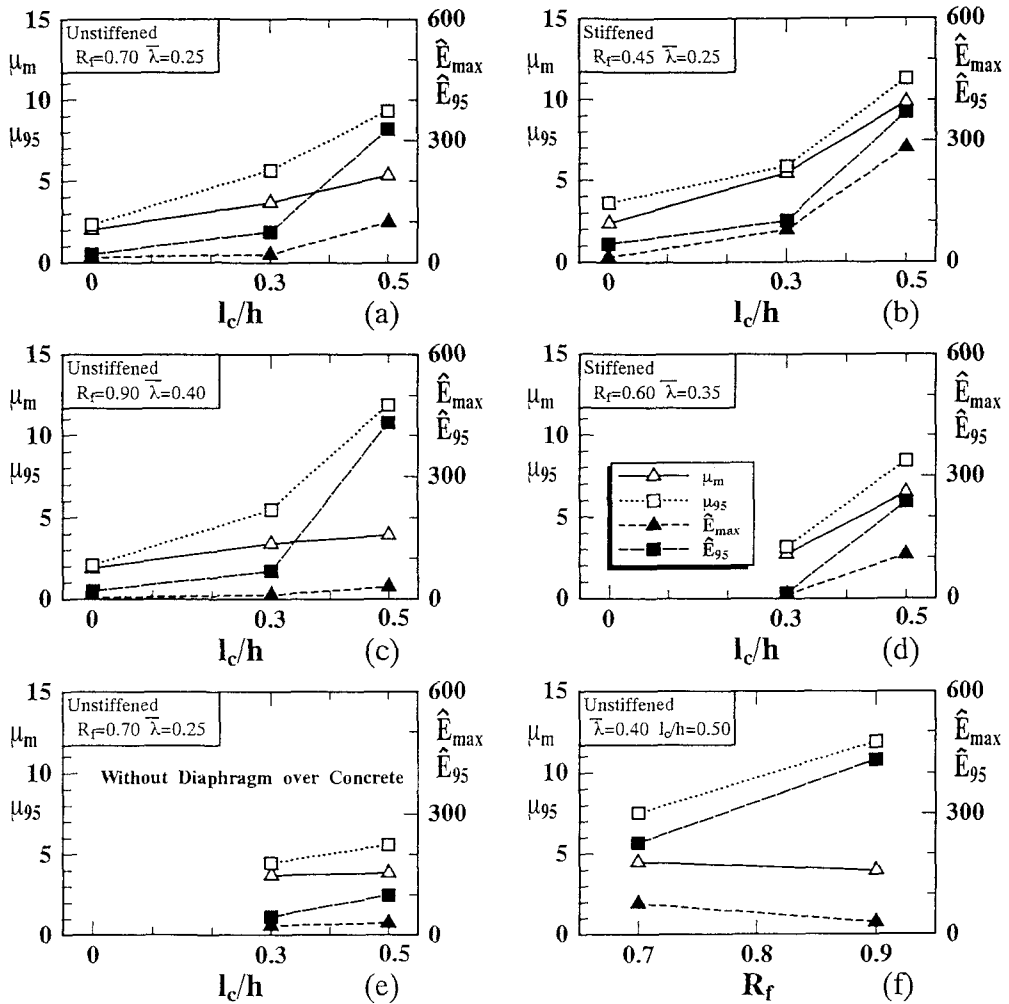 15
600
Unstiffened
R_f=0.70 λ̅=0.25
μ_m
Ê_max
Ê_95
10
300
μ_95
5
0
0
0 0.3 0.5
l_c/h (a)
15
600
Stiffened
R_f=0.45 λ̅=0.25
μ_m
Ê_max
Ê_95
10
300
μ_95
5
0
0
0 0.3 0.5
l_c/h (b)
15
600
Unstiffened
R_f=0.90 λ̅=0.40
μ_m
Ê_max
Ê_95
10
300
μ_95
5
0
0
0 0.3 0.5
l_c/h (c)
15
600
Stiffened
R_f=0.60 λ̅=0.35
μ_m
Ê_max
Ê_95
10
300
μ_95
5
μ_m
μ_95
Ê_max
Ê_95
0
0
0 0.3 0.5
l_c/h (d)
15
600
Unstiffened
R_f=0.70 λ̅=0.25
μ_m
Ê_max
Ê_95
Without Diaphragm over Concrete
10
300
μ_95
5
0
0
0 0.3 0.5
l_c/h (e)
15
600
Unstiffened
λ̅=0.40 l_c/h=0.50
μ_m
Ê_max
Ê_95
10
300
μ_95
5
0
0
0.7 0.8 0.9
R_f (f)